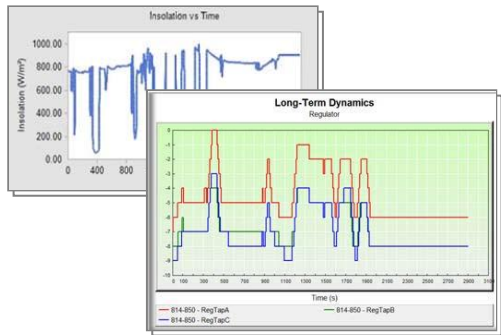 Insolation vs Time
Insolation (W/m²)
1000.00
800.00
600.00
400.00
200.00
0.00
0 400 800
Long-Term Dynamics
Regulator
0
-1
-2
-3
-4
-5
-6
-7
-8
-9
-10
0 100 300 500 700 900 1100 1300 1500 1700 1900 2100 2300 2500 2700 2900 3100
Time (s)
814-850 - RegTapA 814-850 - RegTapB
814-850 - RegTapC